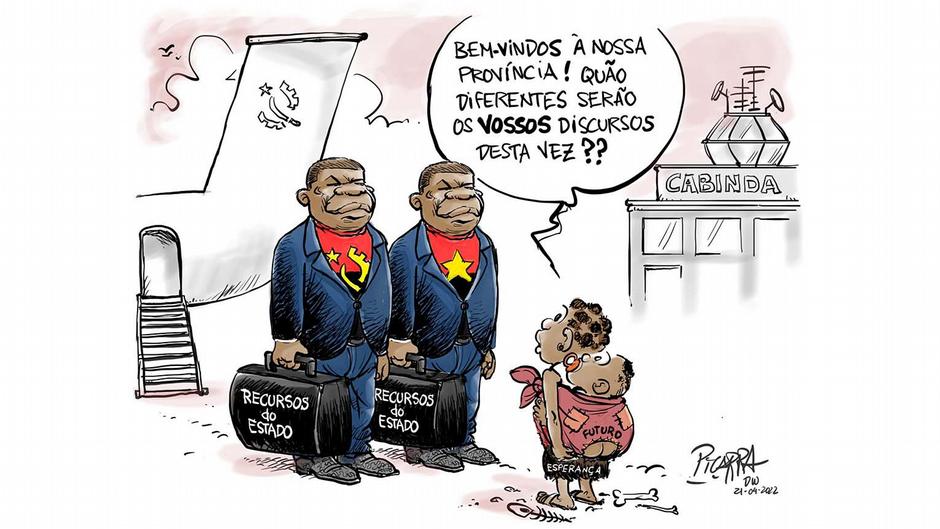 BEM-VINDOS À NOSSA
PROVÍNCIA! QUÃO
DIFERENTES SERÃO
OS VOSSOS DISCURSOS
DESTA VEZ??
CABINDA
RECURSOS
do
ESTADO
RECURSOS
do
ESTADO
FUTURO
ESPERANÇA
PICARRA
DW
21-04-2022